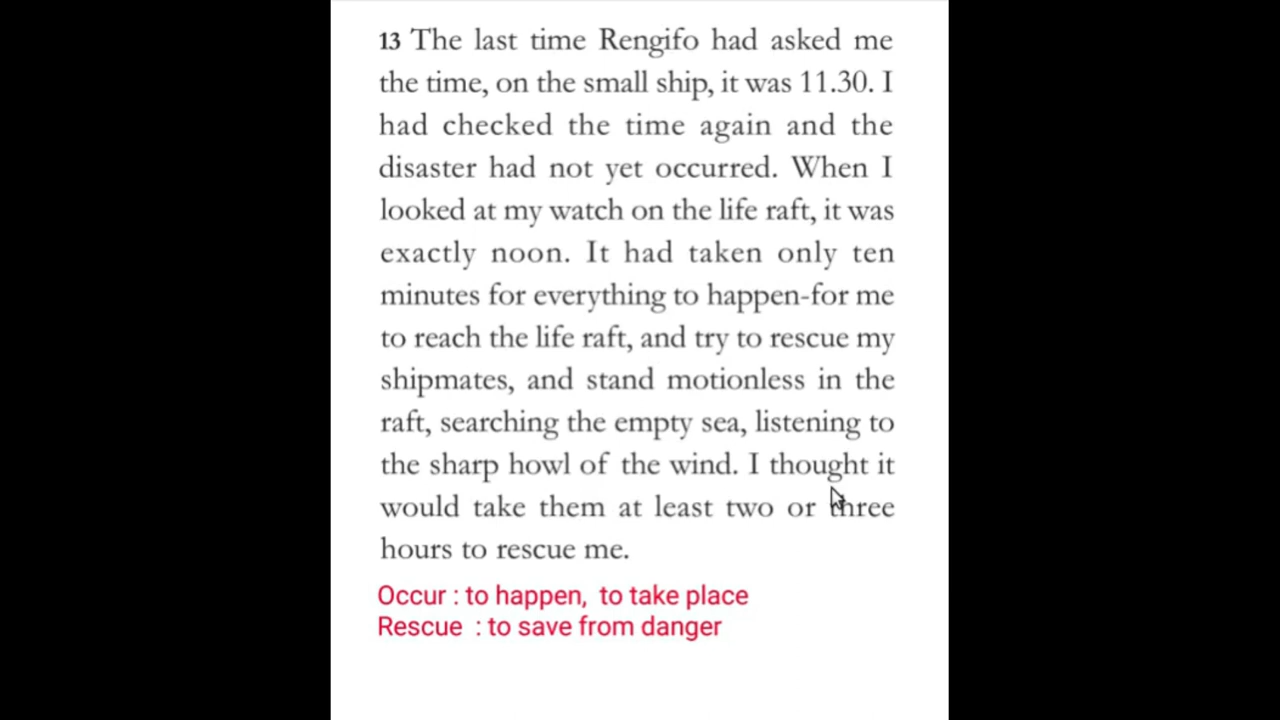 13 The last time Rengifo had asked me
the time, on the small ship, it was 11.30. I
had checked the time again and the
disaster had not yet occurred. When I
looked at my watch on the life raft, it was
exactly noon. It had taken only ten
minutes for everything to happen-for me
to reach the life raft, and try to rescue my
shipmates, and stand motionless in the
raft, searching the empty sea, listening to
the sharp howl of the wind. I thought it
would take them at least two or three
hours to rescue me.
Occur : to happen, to take place
Rescue : to save from danger